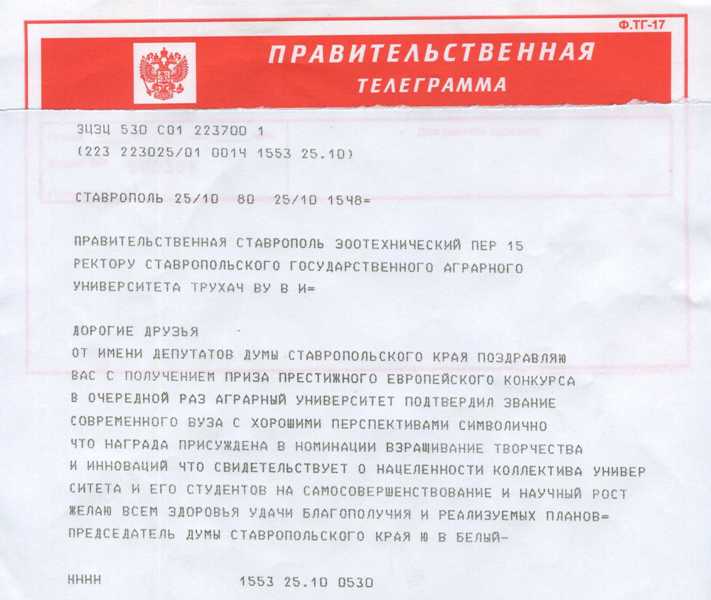 Ф.ТГ-17
ПРАВИТЕЛЬСТВЕННАЯ
ТЕЛЕГРАММА
ЗЦЗЦ 530 С01 223700 1
(223 223025/01 0014 1553 25.10)
СТАВРОПОЛЬ 25/10 80 25/10 1548=
ПРАВИТЕЛЬСТВЕННАЯ СТАВРОПОЛЬ ЗООТЕХНИЧЕСКИЙ ПЕР 15
РЕКТОРУ СТАВРОПОЛЬСКОГО ГОСУДАРСТВЕННОГО АГРАРНОГО
УНИВЕРСИТЕТА ТРУХАЧ ВУ В И=
ДОРОГИЕ ДРУЗЬЯ
ОТ ИМЕНИ ДЕПУТАТОВ ДУМЫ СТАВРОПОЛЬСКОГО КРАЯ ПОЗДРАВЛЯЮ
ВАС С ПОЛУЧЕНИЕМ ПРИЗА ПРЕСТИЖНОГО ЕВРОПЕЙСКОГО КОНКУРСА
В ОЧЕРЕДНОЙ РАЗ АГРАРНЫЙ УНИВЕРСИТЕТ ПОДТВЕРДИЛ ЗВАНИЕ
СОВРЕМЕННОГО ВУЗА С ХОРОШИМИ ПЕРСПЕКТИВАМИ СИМВОЛИЧНО
ЧТО НАГРАДА ПРИСУЖДЕНА В НОМИНАЦИИ ВЗРАЩИВАНИЕ ТВОРЧЕСТВА
И ИННОВАЦИЙ ЧТО СВИДЕТЕЛЬСТВУЕТ О НАЦЕЛЕННОСТИ КОЛЛЕКТИВА УНИВЕР
СИТЕТА И ЕГО СТУДЕНТОВ НА САМОСОВЕРШЕНСТВОВАНИЕ И НАУЧНЫЙ РОСТ
ЖЕЛАЮ ВСЕМ ЗДОРОВЬЯ УДАЧИ БЛАГОПОЛУЧИЯ И РЕАЛИЗУЕМЫХ ПЛАНОВ=
ПРЕДСЕДАТЕЛЬ ДУМЫ СТАВРОПОЛЬСКОГО КРАЯ Ю В БЕЛЫЙ-
НННН 1553 25.10 0530